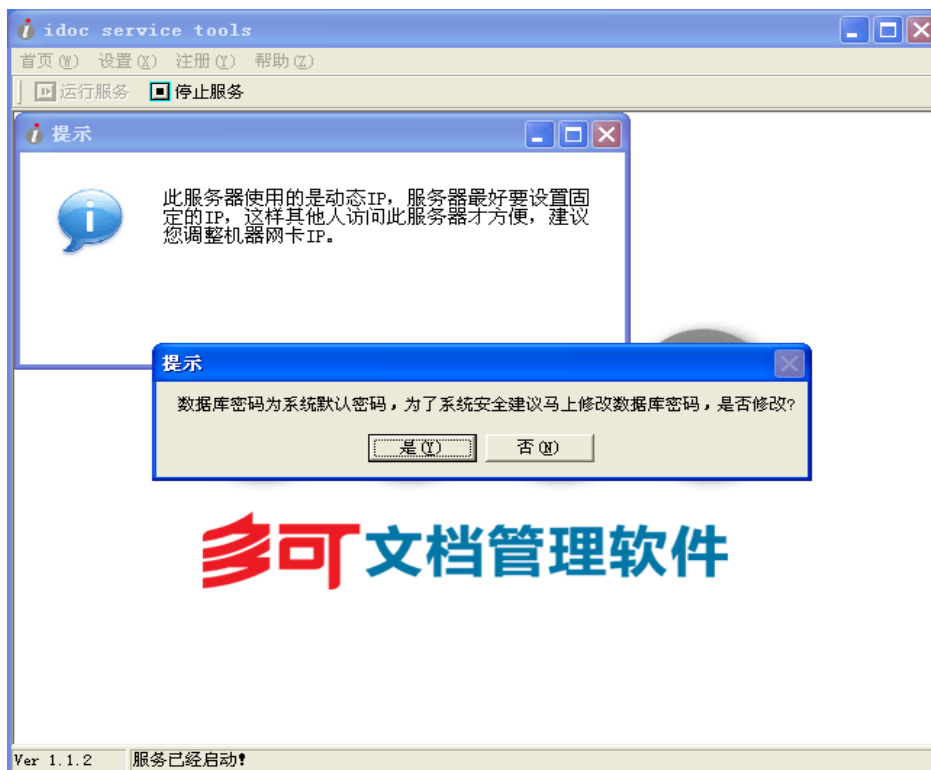 idoc service tools
首页(W) 设置(X) 注册(Y) 帮助(Z)
运行服务 停止服务
提示
此服务器使用的是动态IP，服务器最好要设置固
定的IP，这样其他人访问此服务器才方便，建议
您调整机器网卡IP。
提示
数据库密码为系统默认密码，为了系统安全建议马上修改数据库密码，是否修改?
是(Y) 否(N)
多可文档管理软件
Ver 1.1.2 服务已经启动!